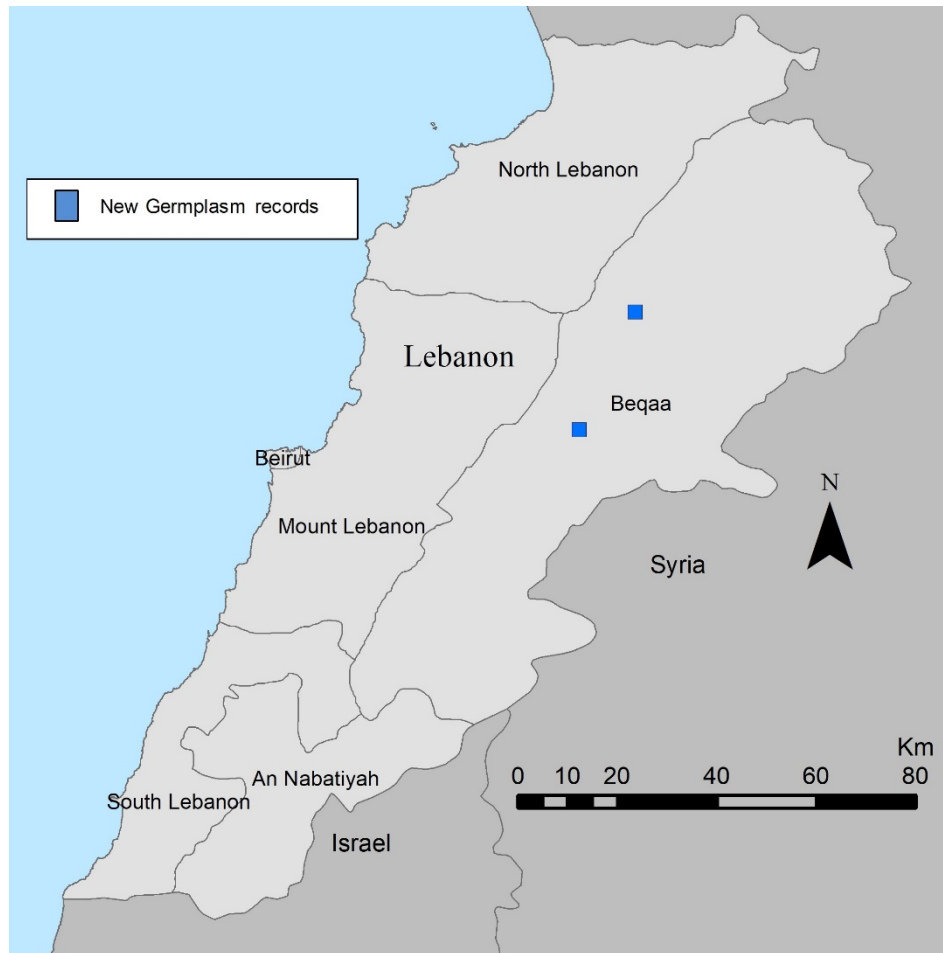 North Lebanon
New Germplasm records
Lebanon
Beqaa
Beirut
N
Mount Lebanon
Syria
Km
An Nabatiyah
0 10 20 40 60 80
South Lebanon
Israel